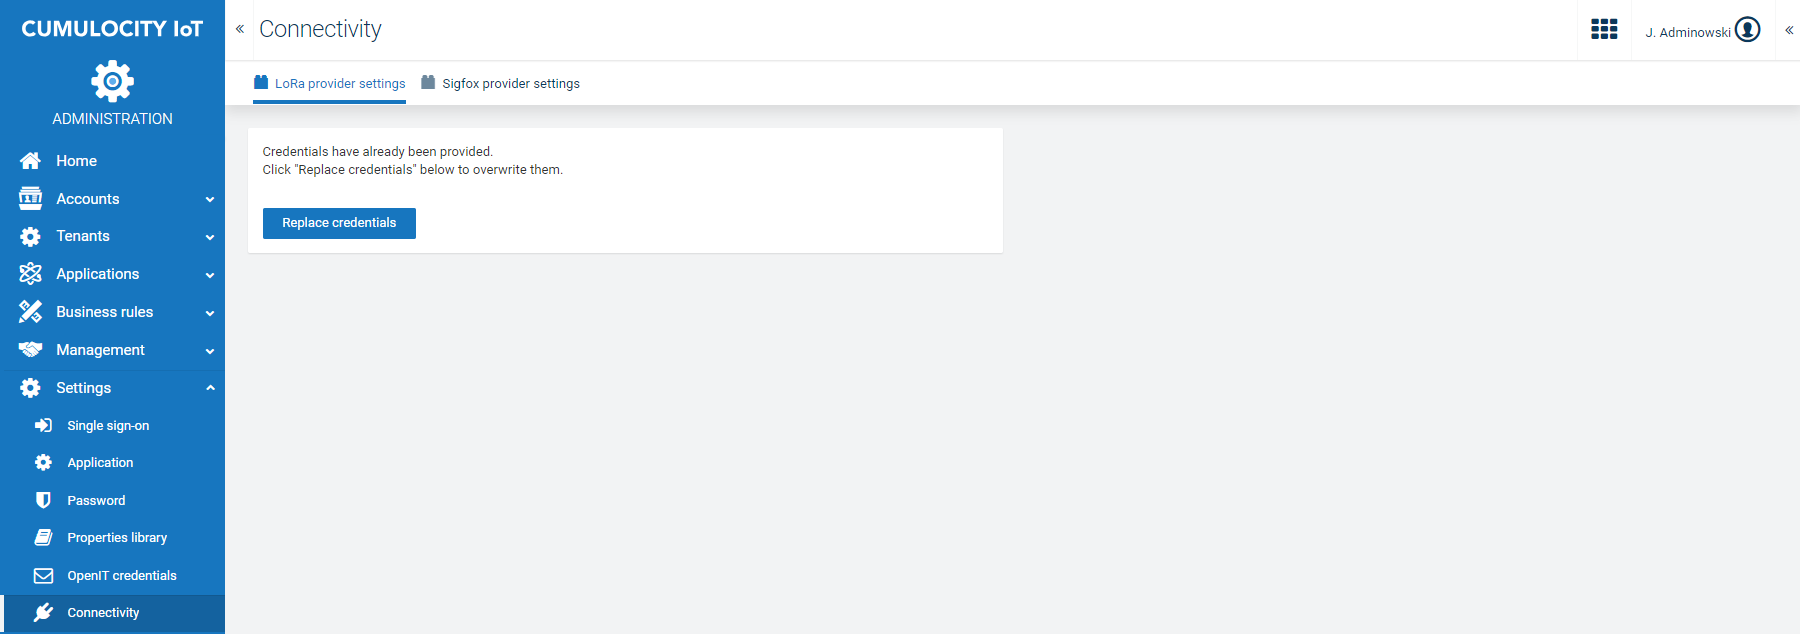 CUMULOCITY IoT
ADMINISTRATION
Home
Accounts
Tenants
Applications
Business rules
Management
Settings
Single sign-on
Application
Password
Properties library
OpenIT credentials
Connectivity
« Connectivity
J. Adminowski «
LoRa provider settings Sigfox provider settings
Credentials have already been provided.
Click "Replace credentials" below to overwrite them.
Replace credentials